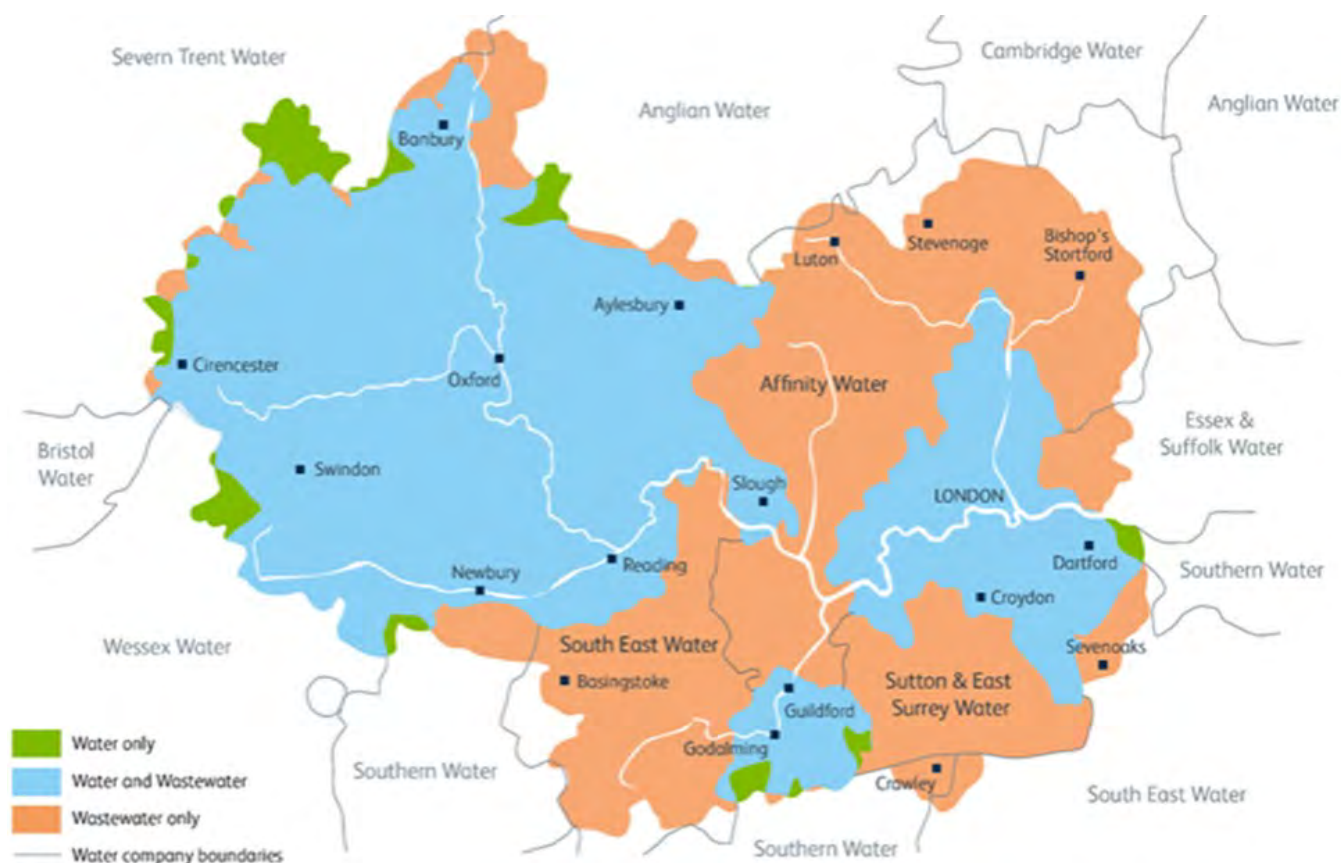 Severn Trent Water
Cambridge Water
Anglian Water
Anglian Water
Banbury
Stevenage
Bishop's
Stortford
Luton
Aylesbury
Cirencester
Oxford
Affinity Water
Essex &
Suffolk Water
Bristol
Water
Swindon
Slough
LONDON
Dartford
Reading
Newbury
Southern Water
Croydon
Wessex Water
South East Water
Sevenoaks
Basingstoke
Sutton & East
Surrey Water
Guildford
Godalming
Southern Water
Crawley
South East Water
Southern Water
Water only
Water and Wastewater
Wastewater only
Water company boundaries